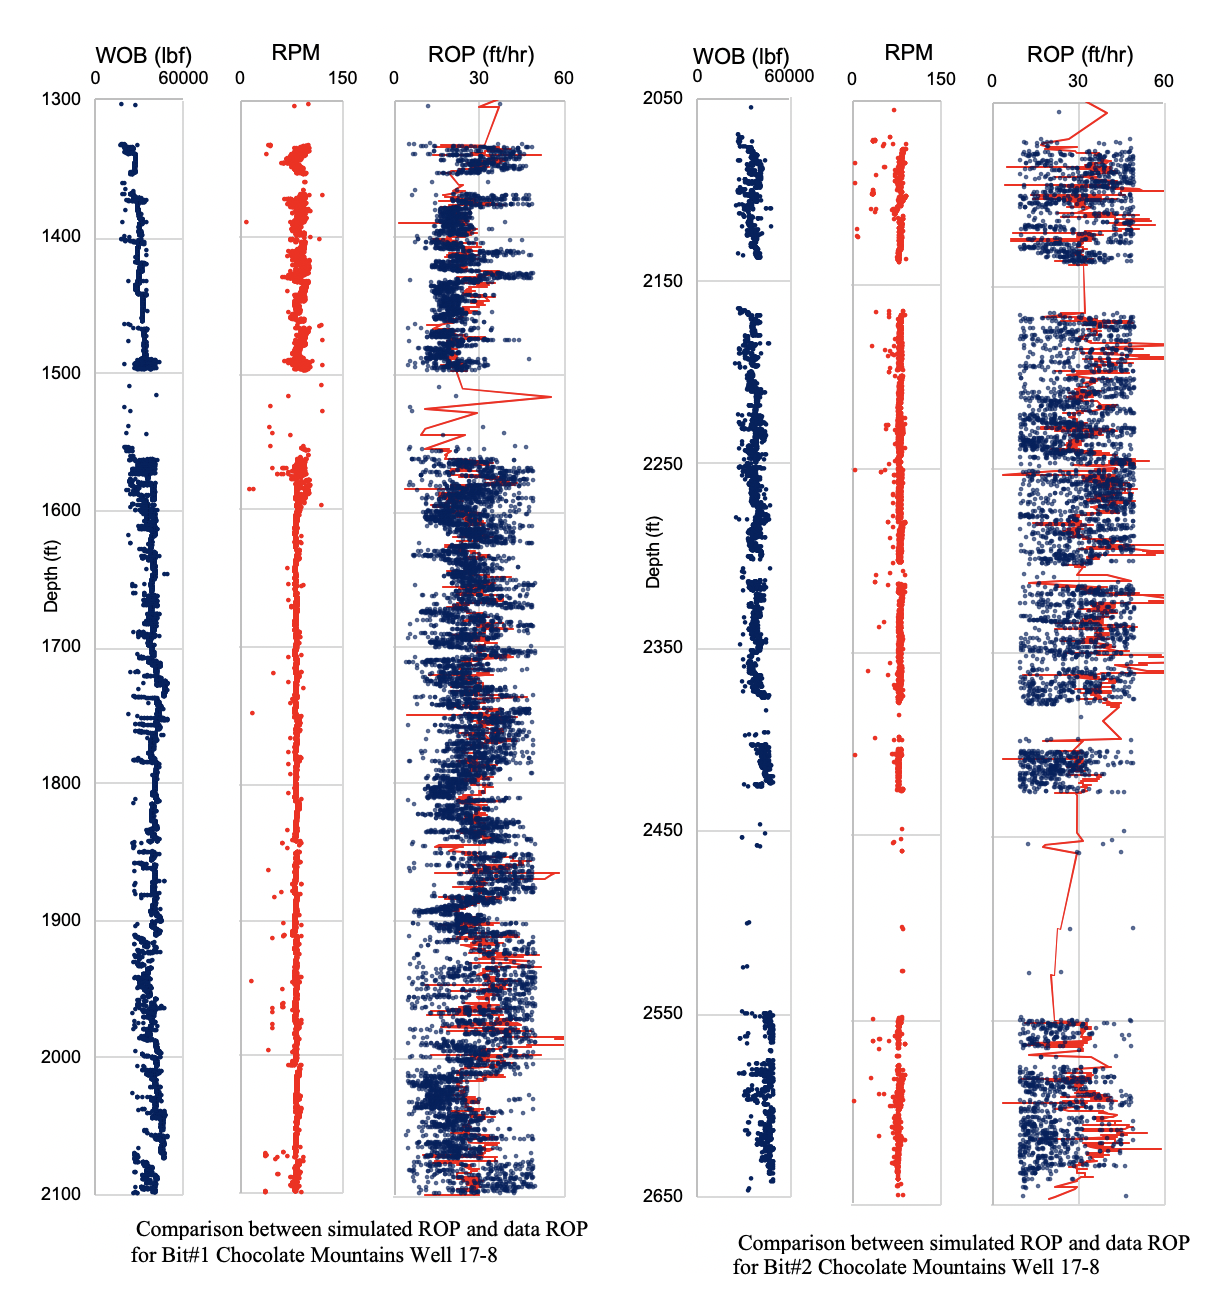 WOB (lbf)
0 60000
RPM
0 150
ROP (ft/hr)
0 30 60
1300
1400
1500
1600
1700
1800
1900
2000
2100
Depth (ft)
Comparison between simulated ROP and data ROP
for Bit#1 Chocolate Mountains Well 17-8
WOB (lbf)
0 60000
RPM
0 150
ROP (ft/hr)
0 30 60
2050
2150
2250
2350
2450
2550
2650
Depth (ft)
Comparison between simulated ROP and data ROP
for Bit#2 Chocolate Mountains Well 17-8